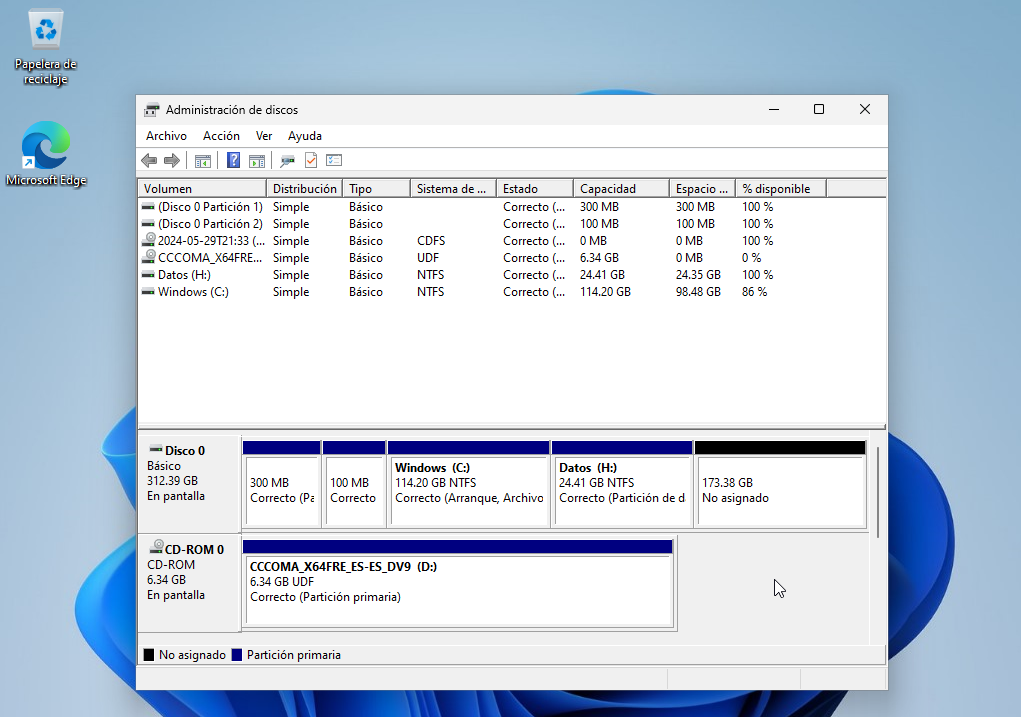 Papelera de
reciclaje
Microsoft Edge
Administración de discos
Archivo Acción Ver Ayuda
Volumen Distribución Tipo Sistema de ... Estado Capacidad Espacio ... % disponible
(Disco 0 Partición 1) Simple Básico Correcto (... 300 MB 300 MB 100 %
(Disco 0 Partición 2) Simple Básico Correcto (... 100 MB 100 MB 100 %
2024-05-29T21:33 (... Simple Básico CDFS Correcto (... 0 MB 0 MB 100 %
CCCOMA_X64FRE... Simple Básico UDF Correcto (... 6.34 GB 0 MB 0 %
Datos (H:) Simple Básico NTFS Correcto (... 24.41 GB 24.35 GB 100 %
Windows (C:) Simple Básico NTFS Correcto (... 114.20 GB 98.48 GB 86 %
Disco 0
Básico
312.39 GB
En pantalla
300 MB
Correcto (Pa
100 MB
Correcto
Windows (C:)
114.20 GB NTFS
Correcto (Arranque, Archivo
Datos (H:)
24.41 GB NTFS
Correcto (Partición de d
173.38 GB
No asignado
CD-ROM 0
CD-ROM
6.34 GB
En pantalla
CCCOMA_X64FRE_ES-ES_DV9 (D:)
6.34 GB UDF
Correcto (Partición primaria)
No asignado Partición primaria